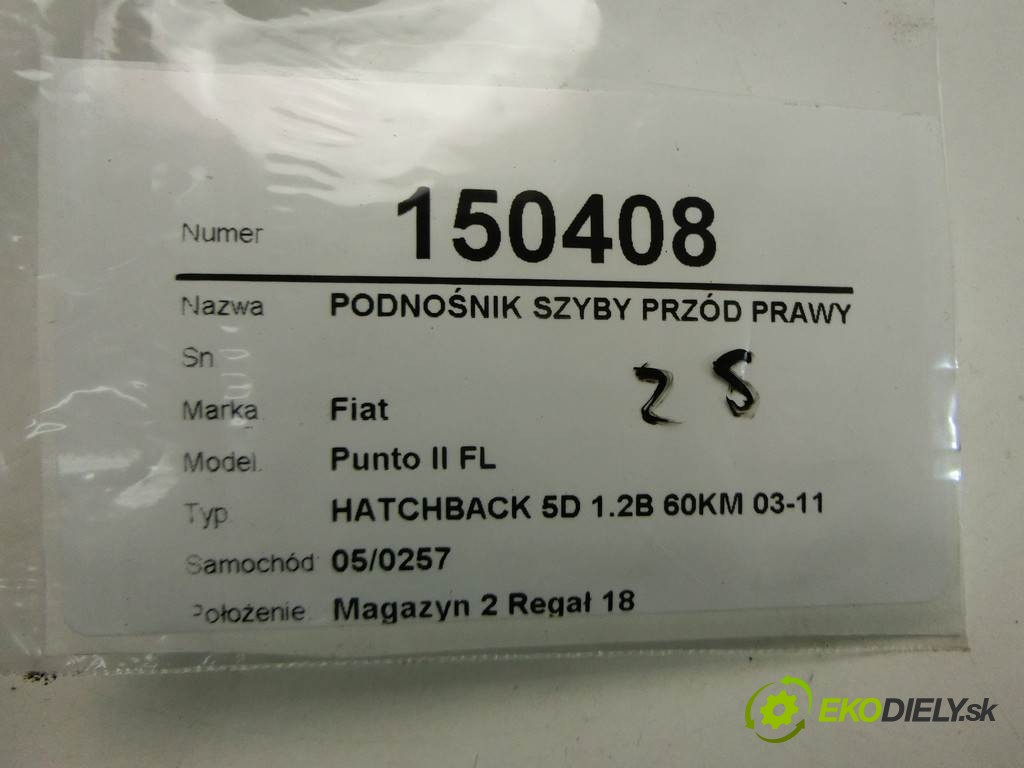 Numer 150408
Nazwa PODNOŚNIK SZYBY PRZÓD PRAWY
Sn
28
Marka Fiat
Model. Punto II FL
Typ. HATCHBACK 5D 1.2B 60KM 03-11
Samochód 05/0257
Położenie Magazyn 2 Regał 18
EKODIELY.sk